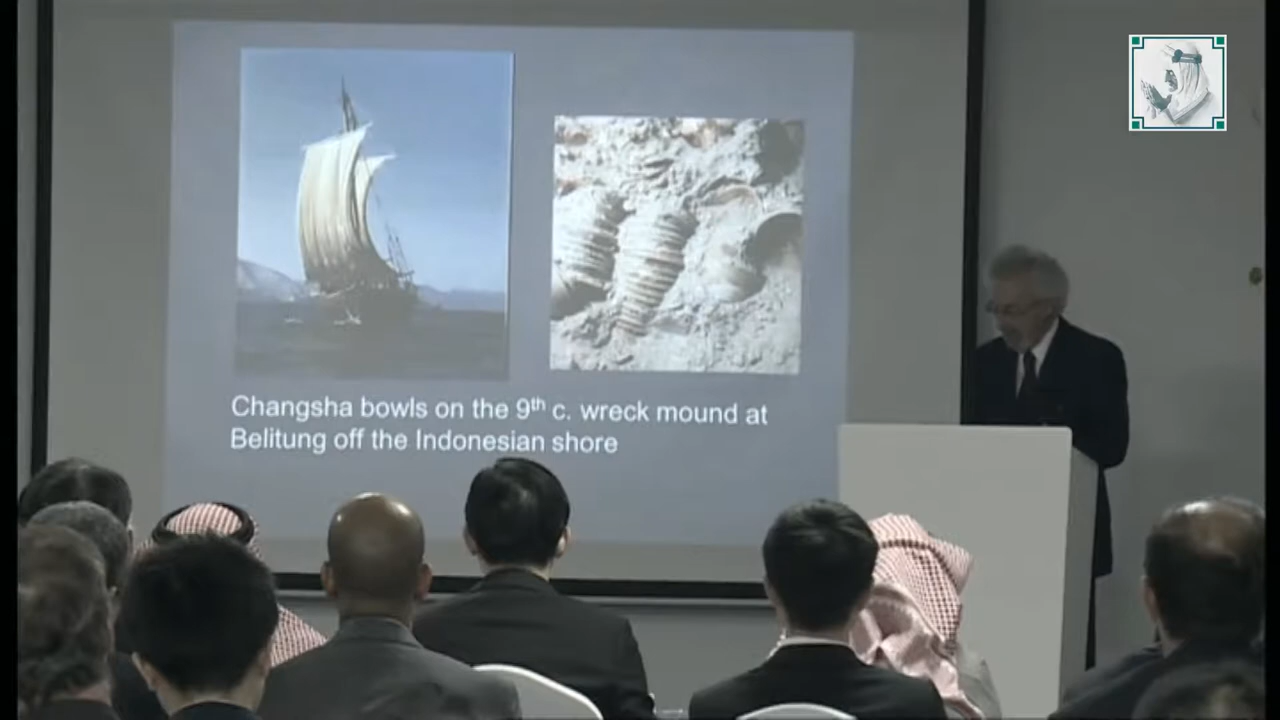 Changsha bowls on the 9th c. wreck mound at
Belitung off the Indonesian shore